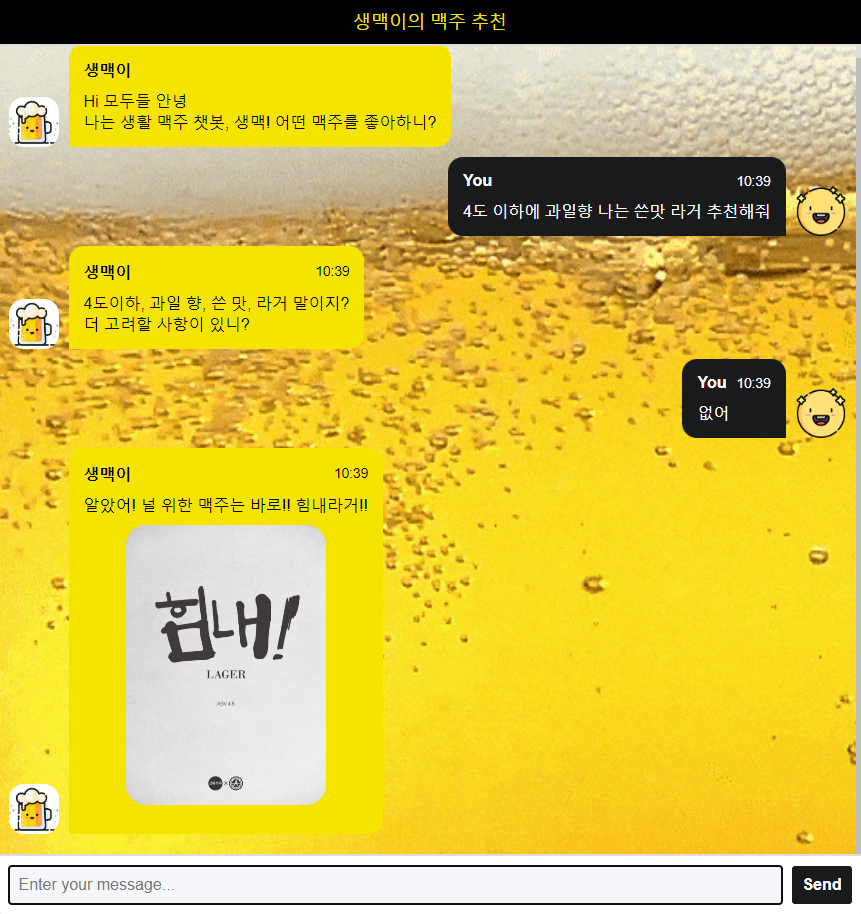 생맥이의 맥주 추천
생맥이
Hi 모두들 안녕
나는 생활 맥주 챗봇, 생맥! 어떤 맥주를 좋아하니?
You 10:39
4도 이하에 과일향 나는 쓴맛 라거 추천해줘
생맥이 10:39
4도이하, 과일 향, 쓴 맛, 라거 말이지?
더 고려할 사항이 있니?
You 10:39
없어
생맥이 10:39
알았어! 널 위한 맥주는 바로!! 힘내라거!!
힘내!
LAGER
ABV 4.5
Enter your message...
Send